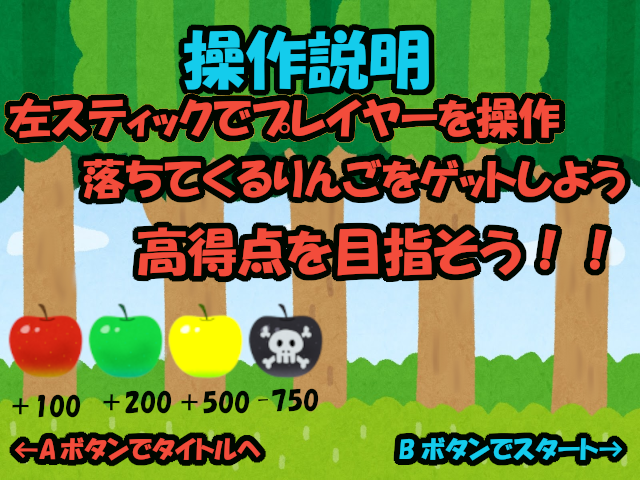 操作説明
左スティックでプレイヤーを操作
落ちてくるりんごをゲットしよう
高得点を目指そう！！
+100 +200 +500 -750
←Aボタンでタイトルへ Bボタンでスタート→